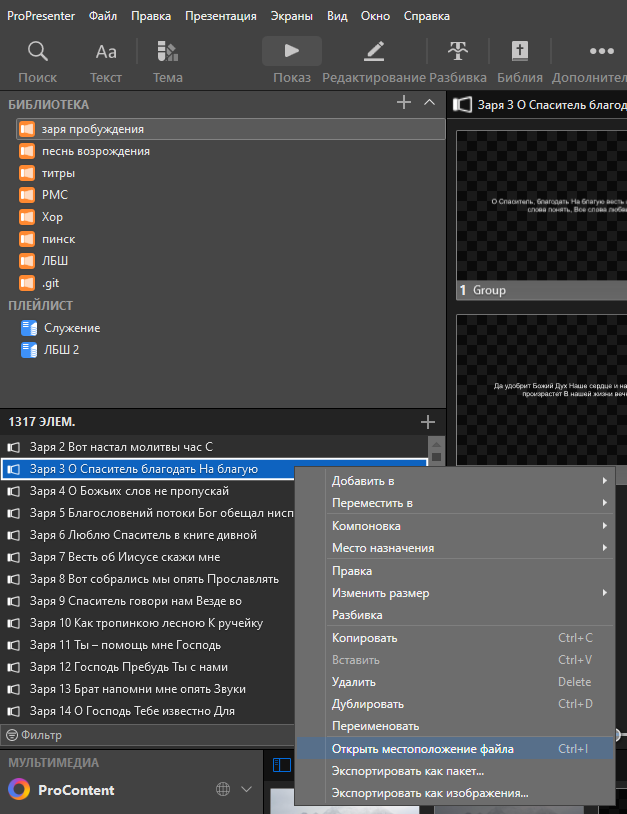 ProPresenter Файл Правка Презентация Экраны Вид Окно Справка
Поиск Текст Тема Показ Редактирование Разбивка Библия Дополнител
БИБЛИОТЕКА
заря пробуждения
песнь возрождения
титры
РМС
Хор
пинск
ЛБШ
.git
ПЛЕЙЛИСТ
Служение
ЛБШ 2
1317 ЭЛЕМ.
Заря 2 Вот настал молитвы час С
Заря 3 О Спаситель благодать На благую
Заря 4 О Божьих слов не пропускай
Заря 5 Благословений потоки Бог обещал нисп
Заря 6 Люблю Спаситель в книге дивной
Заря 7 Весть об Иисусе скажи мне
Заря 8 Вот собрались мы опять Прославлять
Заря 9 Спаситель говори нам Везде во
Заря 10 Как тропинкою лесною К ручейку
Заря 11 Ты – помощь мне Господь
Заря 12 Господь Пребудь Ты с нами
Заря 13 Брат напомни мне опять Звуки
Заря 14 О Господь Тебе известно Для
Фильтр
МУЛЬТИМЕДИА
ProContent
Заря 3 О Спаситель благод
О Спаситель, благодать На благую весть
слова понять, Все слова любви
1 Group
Да удобрит Божий Дух Наше сердце и н
произрастет В нашей жизни веч
Добавить в
Переместить в
Компоновка
Место назначения
Правка
Изменить размер
Разбивка
Копировать Ctrl+C
Вставить Ctrl+V
Удалить Delete
Дублировать Ctrl+D
Переименовать
Открыть местоположение файла Ctrl+I
Экспортировать как пакет...
Экспортировать как изображения...